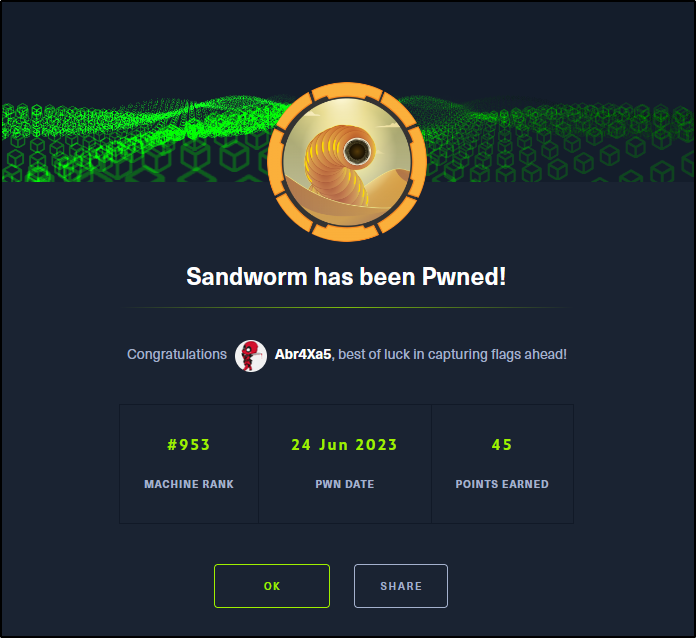 Sandworm has been Pwned!
Congratulations Abr4Xa5, best of luck in capturing flags ahead!
#953 24 Jun 2023 45
MACHINE RANK PWN DATE POINTS EARNED
OK SHARE